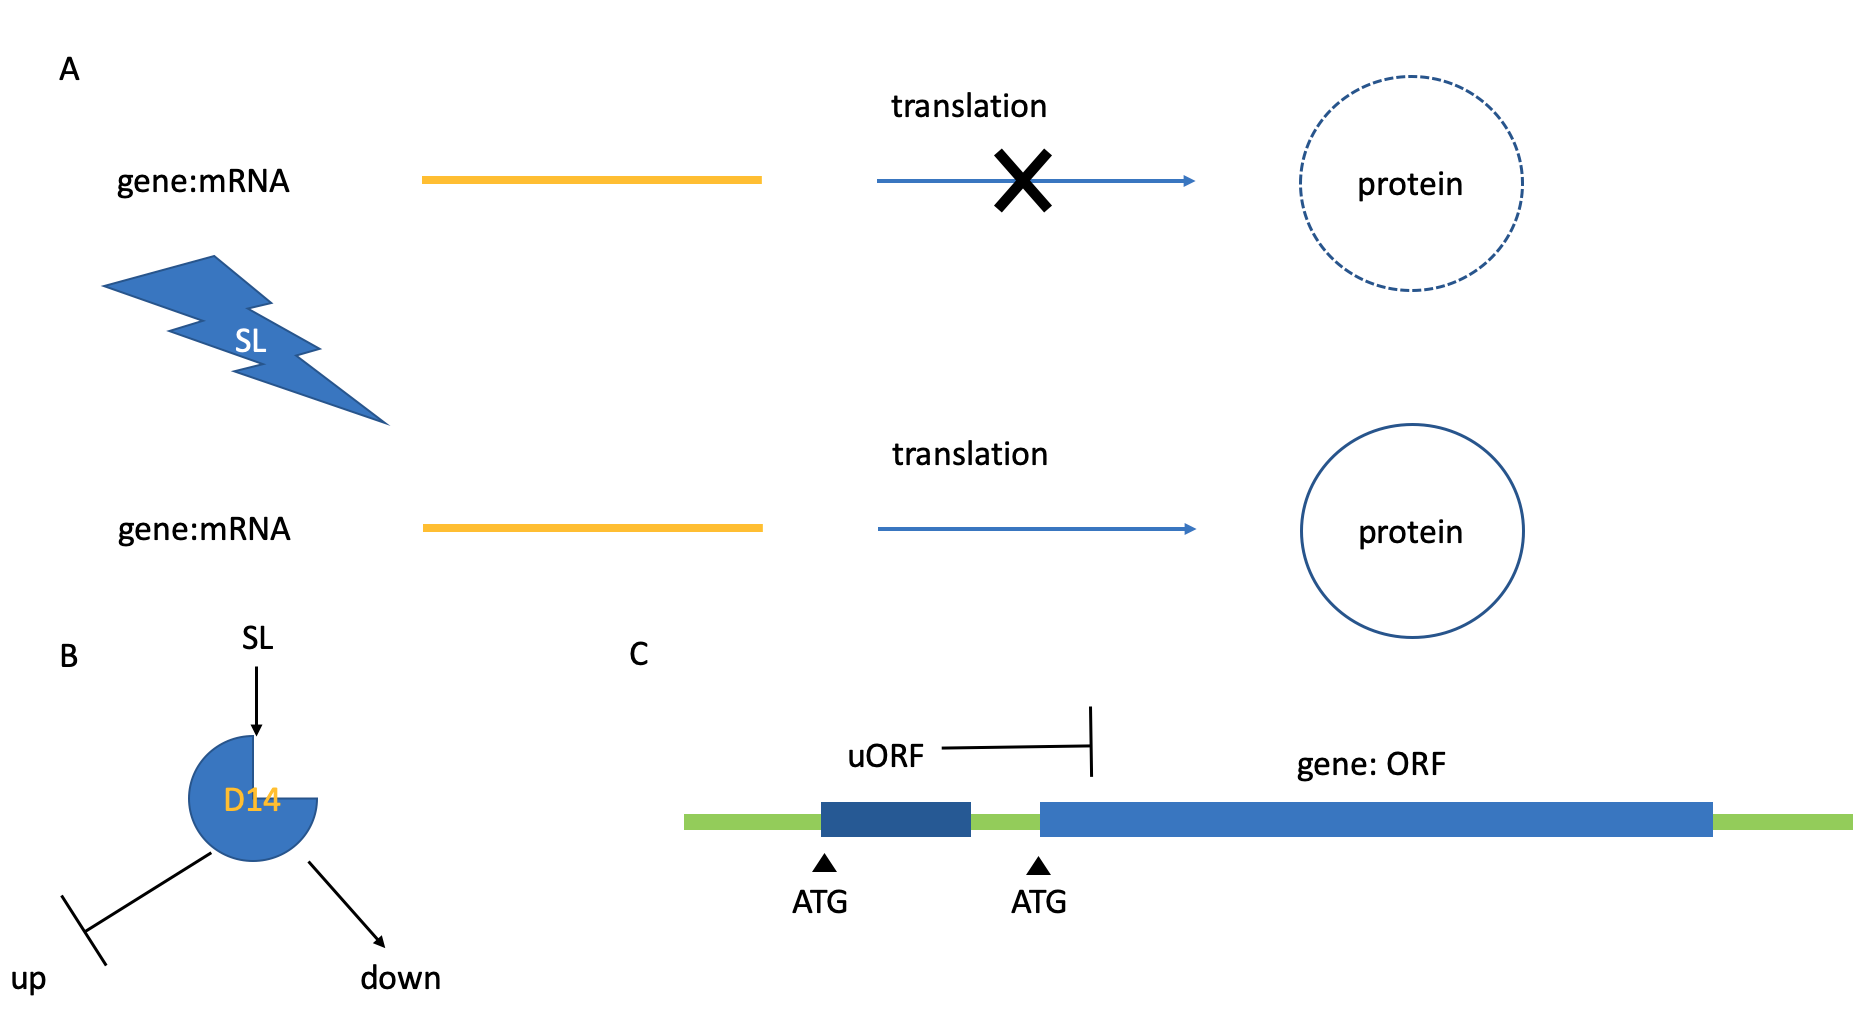 A
translation
gene:mRNA
protein
SL
translation
gene:mRNA
protein
B
SL
D14
up
down
C
uORF
gene: ORF
ATG
ATG